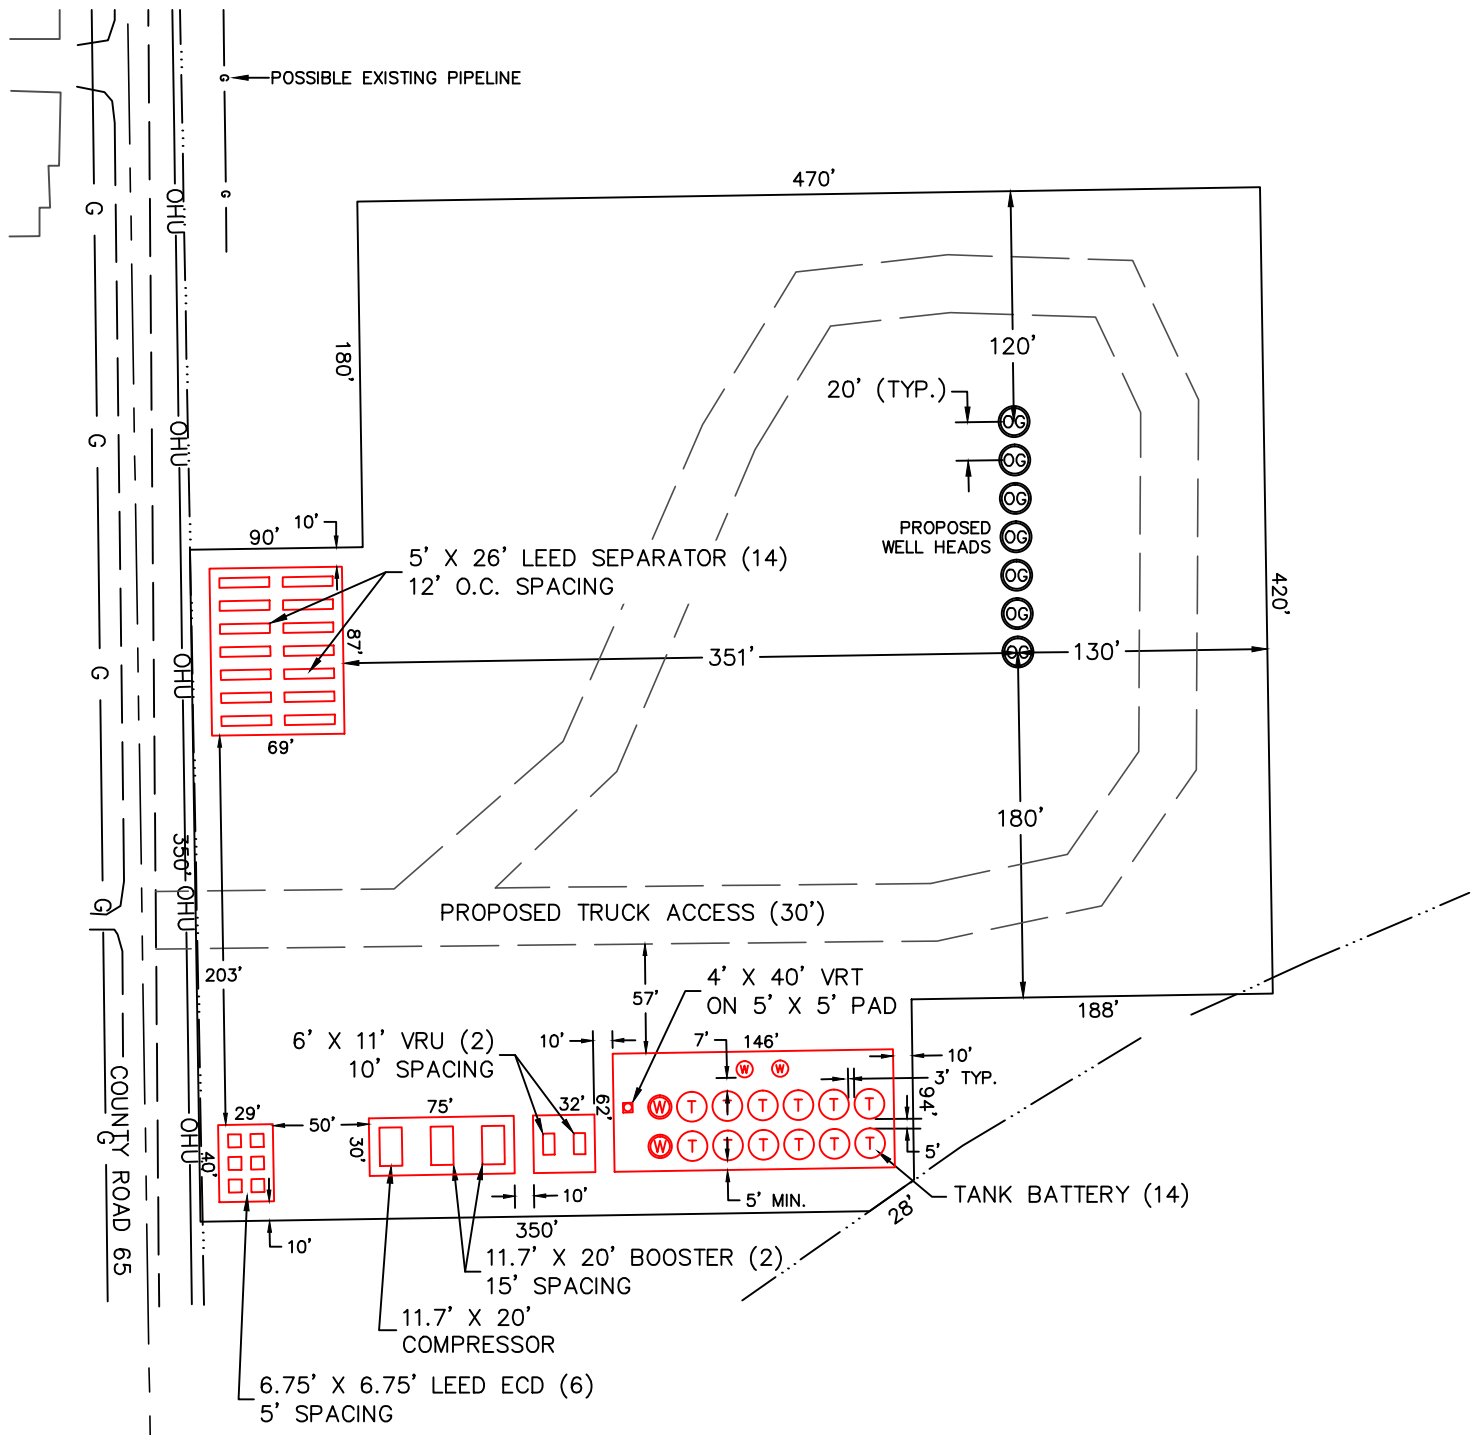 G
POSSIBLE EXISTING PIPELINE
G
G
OHU
470'
180'
120'
20' (TYP.)
OG
OG
OG
OG
OG
OG
OG
PROPOSED
WELL HEADS
G
OHU
90'
10'
5' X 26' LEED SEPARATOR (14)
12' O.C. SPACING
87'
420'
351'
130'
G
OHU
69'
180'
350'
OHU
G
PROPOSED TRUCK ACCESS (30')
203'
57'
4' X 40' VRT
ON 5' X 5' PAD
188'
6' X 11' VRU (2)
10' SPACING
10'
7'
146'
10'
3' TYP.
W
W
COUNTY ROAD 65
G
OHU
29'
50'
75'
32'
62'
W
T
T
T
T
T
T
94'
40'
30'
W
T
T
T
T
T
T
5'
10'
10'
5' MIN.
28'
TANK BATTERY (14)
350'
11.7' X 20' BOOSTER (2)
15' SPACING
11.7' X 20'
COMPRESSOR
6.75' X 6.75' LEED ECD (6)
5' SPACING